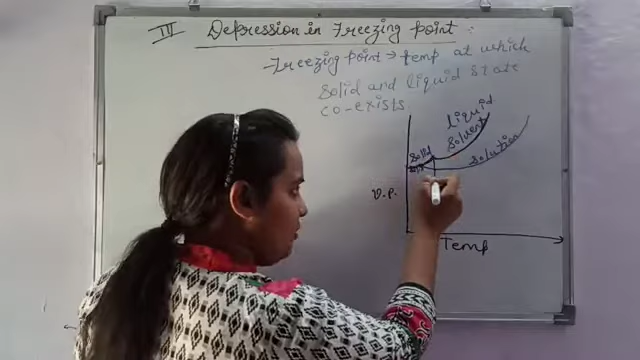 III Depression in Freezing point :
Freezing point → temp at which
solid and liquid state
co-exists.
liquid
solvent
solid
solution
v.p.
Temp